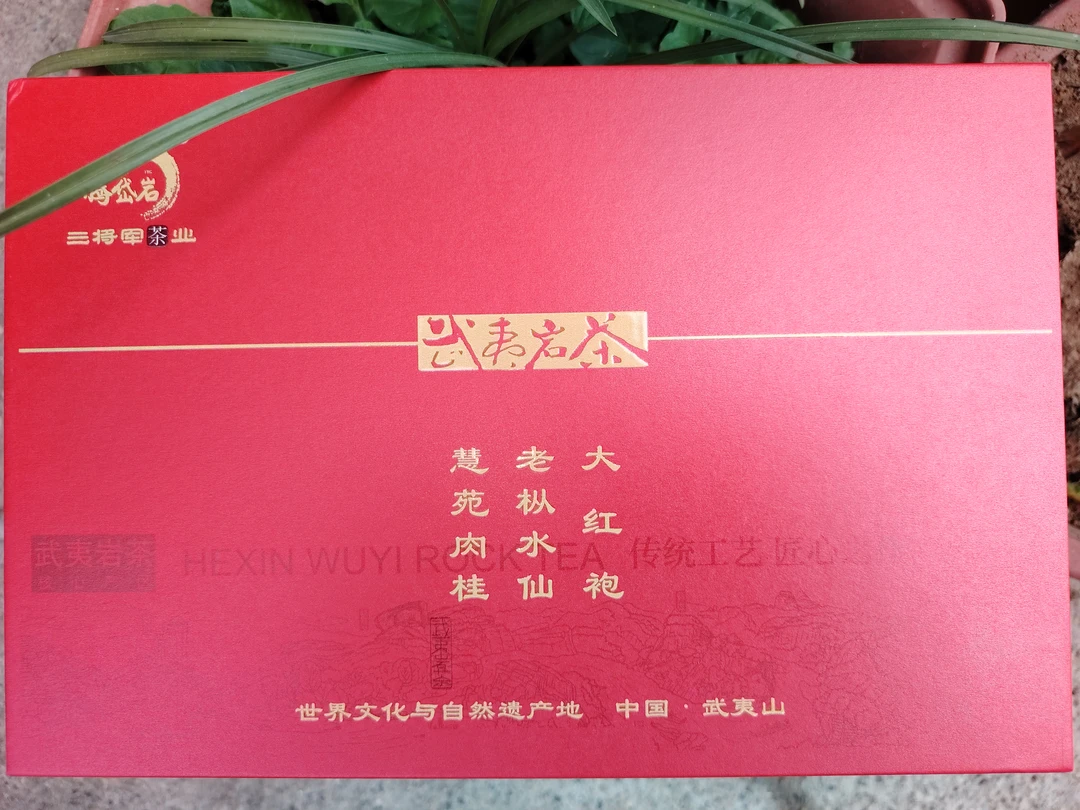 岱岩
三将军茶业
武夷岩茶
大红袍
老枞水仙
慧苑肉桂
武夷岩茶
HEXIN WUYI ROCK TEA 传统工艺 匠心
世界文化与自然遗产地 中国·武夷山